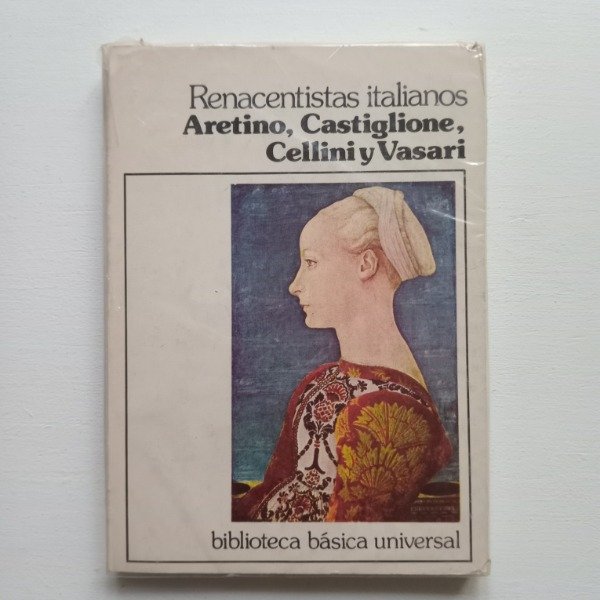 Renacentistas italianos
Aretino, Castiglione,
Cellini y Vasari
biblioteca básica universal